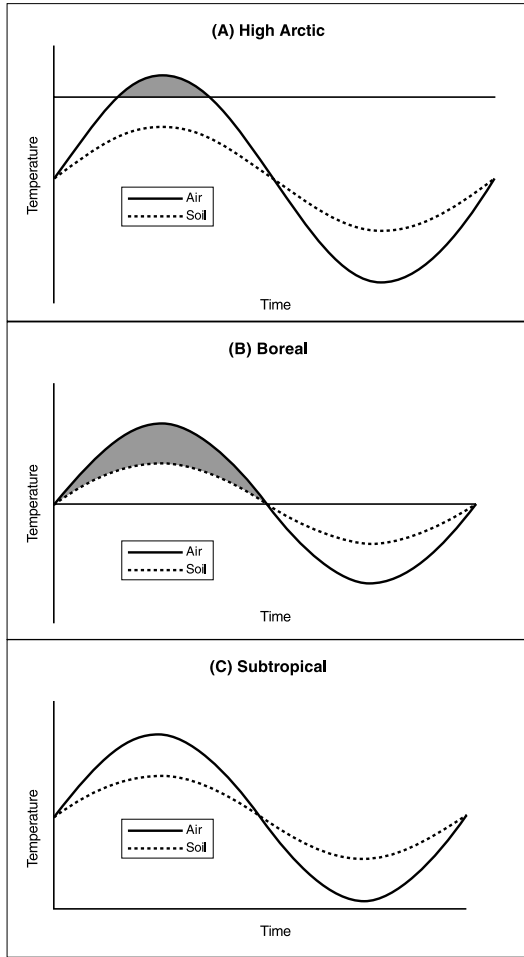 (A) High Arctic
Temperature
Air
Soil
Time
(B) Boreal
Temperature
Air
Soil
Time
(C) Subtropical
Temperature
Air
Soil
Time